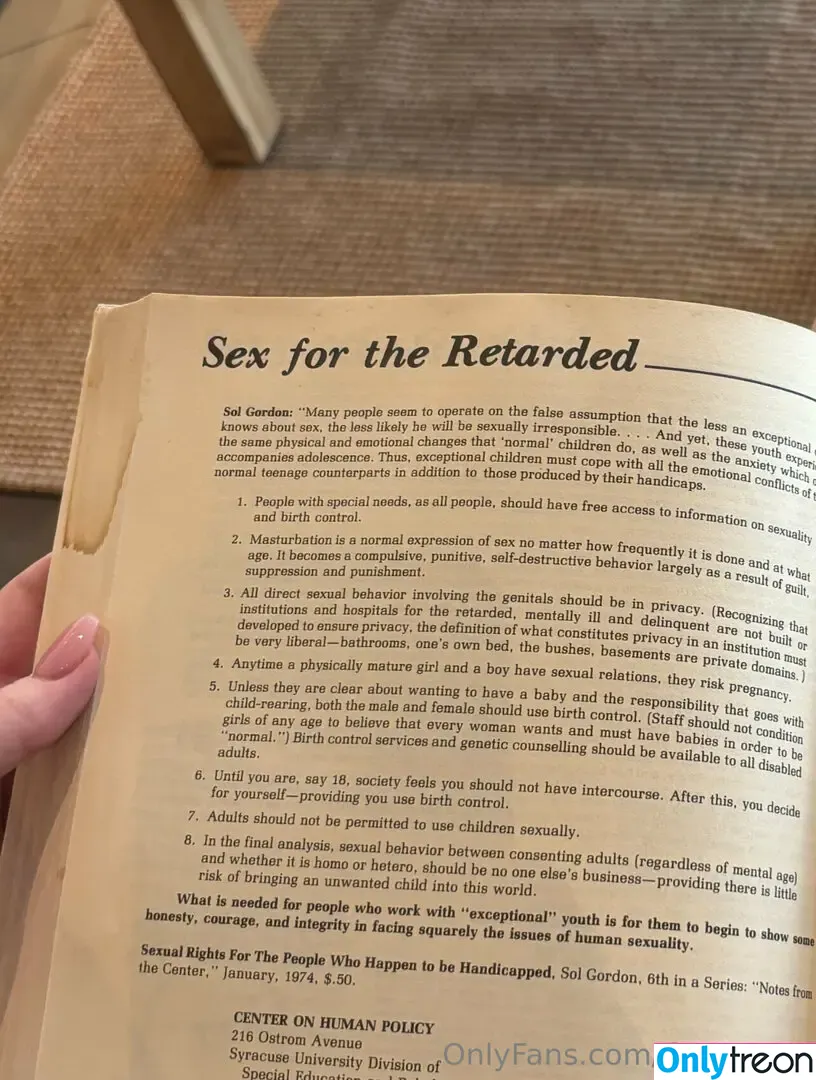 Sex for the Retarded
Sol Gordon: "Many people seem to operate on the false assumption that the less an exceptional
knows about sex, the less likely he will be sexually irresponsible. . . . And yet, these youth
the same physical and emotional changes that 'normal' children do, as well as the anxiety which
accompanies adolescence. Thus, exceptional children must cope with all the emotional conflicts of
normal teenage counterparts in addition to those produced by their handicaps.
1. People with special needs, as all people, should have free access to information on sexuality
and birth control.
2. Masturbation is a normal expression of sex no matter how frequently it is done and at what
age. It becomes a compulsive, punitive, self-destructive behavior largely as a result of guilt,
suppression and punishment.
3. All direct sexual behavior involving the genitals should be in privacy. (Recognizing that
institutions and hospitals for the retarded, mentally ill and delinquent are not built or
developed to ensure privacy, the definition of what constitutes privacy in an institution must
be very liberal—bathrooms, one's own bed, the bushes, basements are private domains.)
4. Anytime a physically mature girl and a boy have sexual relations, they risk pregnancy.
5. Unless they are clear about wanting to have a baby and the responsibility that goes with
child-rearing, both the male and female should use birth control. (Staff should not condition
girls of any age to believe that every woman wants and must have babies in order to be
"normal.") Birth control services and genetic counselling should be available to all disabled
adults.
6. Until you are, say 18, society feels you should not have intercourse. After this, you decide
for yourself—providing you use birth control.
7. Adults should not be permitted to use children sexually.
8. In the final analysis, sexual behavior between consenting adults (regardless of mental age)
and whether it is homo or hetero, should be no one else's business—providing there is little
risk of bringing an unwanted child into this world.
What is needed for people who work with "exceptional" youth is for them to begin to show some
honesty, courage, and integrity in facing squarely the issues of human sexuality.
Sexual Rights For The People Who Happen to be Handicapped, Sol Gordon, 6th in a Series: "Notes from
the Center," January, 1974, $.50.
CENTER ON HUMAN POLICY
216 Ostrom Avenue
Syracuse University Division of
Special Education and
OnlyFans.com
Onlytreon